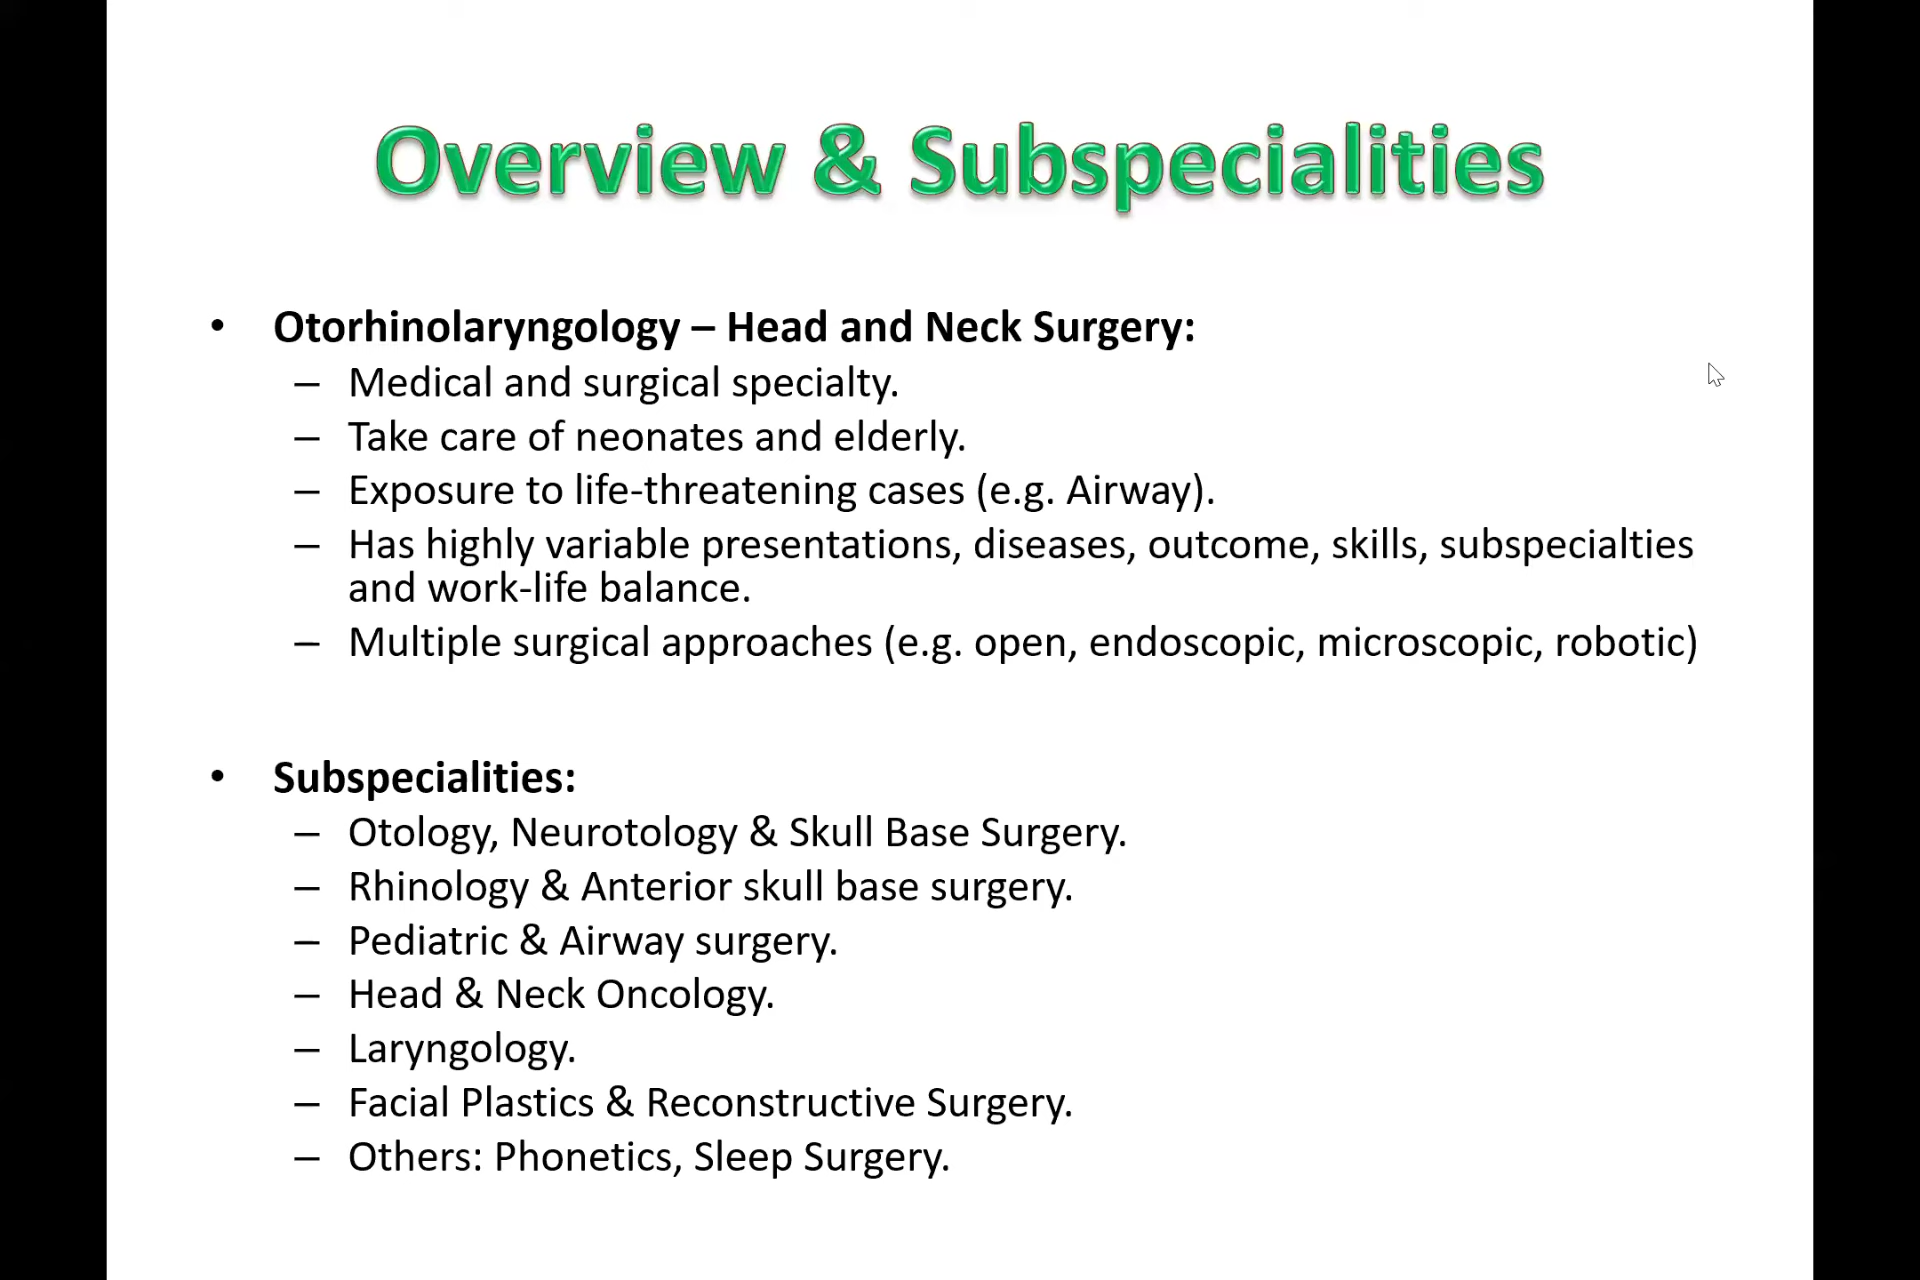 Overview & Subspecialities
• Otorhinolaryngology – Head and Neck Surgery:
– Medical and surgical specialty.
– Take care of neonates and elderly.
– Exposure to life-threatening cases (e.g. Airway).
– Has highly variable presentations, diseases, outcome, skills, subspecialties
and work-life balance.
– Multiple surgical approaches (e.g. open, endoscopic, microscopic, robotic)
• Subspecialities:
– Otology, Neurotology & Skull Base Surgery.
– Rhinology & Anterior skull base surgery.
– Pediatric & Airway surgery.
– Head & Neck Oncology.
– Laryngology.
– Facial Plastics & Reconstructive Surgery.
– Others: Phonetics, Sleep Surgery.